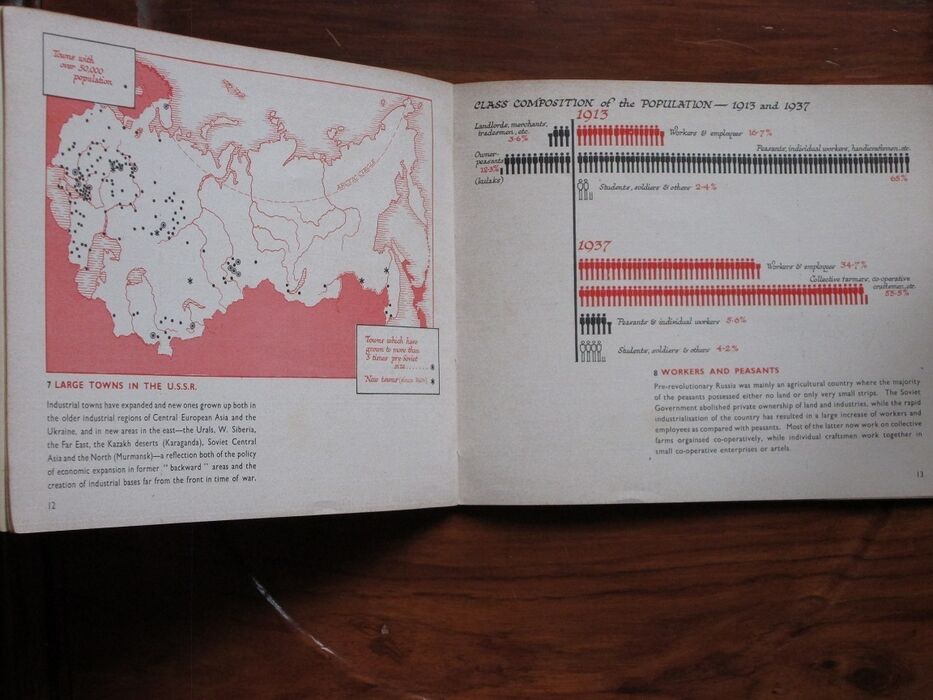 Towns with
over 50,000
population
ARCTIC CIRCLE
Towns which have
grown to more than
3 times pre-Soviet
size
New towns (since 1926)
7 LARGE TOWNS IN THE U.S.S.R.
Industrial towns have expanded and new ones grown up both in
the older industrial regions of Central European Asia and the
Ukraine, and in new areas in the east—the Urals, W. Siberia,
the Far East, the Kazakh deserts (Karaganda), Soviet Central
Asia and the North (Murmansk)—a reflection both of the policy
of economic expansion in former "backward" areas and the
creation of industrial bases far from the front in time of war.
12
CLASS COMPOSITION of the POPULATION — 1913 and 1937
1913
Landlords, merchants,
tradesmen, etc.
3·6%
Workers & employees 16·7%
Peasants, individual workers, handicraftsmen, etc.
65%
Owner-
peasants
12·3%
(kulaks)
Students, soldiers & others 2·4%
1937
Workers & employees 34·7%
Collective farmers, co-operative
craftsmen, etc.
55·5%
Peasants & individual workers 5·6%
Students, soldiers & others 4·2%
8 WORKERS AND PEASANTS
Pre-revolutionary Russia was mainly an agricultural country where the majority
of the peasants possessed either no land or only very small strips. The Soviet
Government abolished private ownership of land and industries, while the rapid
industrialisation of the country has resulted in a large increase of workers and
employees as compared with peasants. Most of the latter now work on collective
farms orgainsed co-operatively, while individual craftsmen work together in
small co-operative enterprises or artels.
13